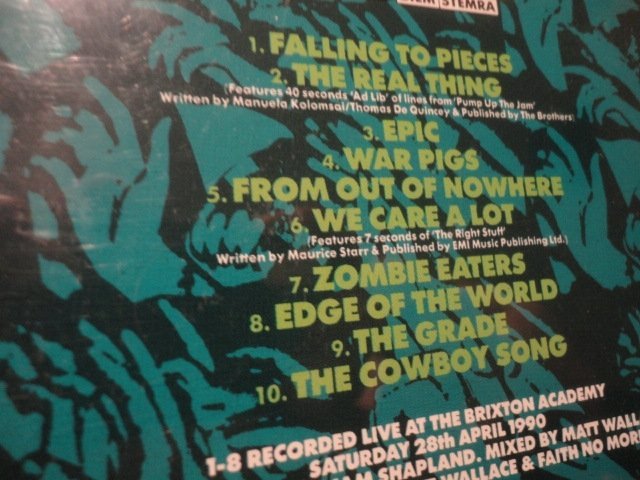 STEMRA
1. FALLING TO PIECES
2. THE REAL THING
(Features 40 seconds 'Ad Lib' of lines from 'Pump Up The Jam'
Written by Manuela Kolomsai/Thomas De Quincey & Published by The Brothers)
3. EPIC
4. WAR PIGS
5. FROM OUT OF NOWHERE
6. WE CARE A LOT
(Features 7 seconds of 'The Right Stuff'
Written by Maurice Starr & Published by EMI Music Publishing Ltd.)
7. ZOMBIE EATERS
8. EDGE OF THE WORLD
9. THE GRADE
10. THE COWBOY SONG
1-8 RECORDED LIVE AT THE BRIXTON ACADEMY
SATURDAY 28th APRIL 1990
SHAPLAND. MIXED BY MATT WALL
WALLACE & FAITH NO MORE